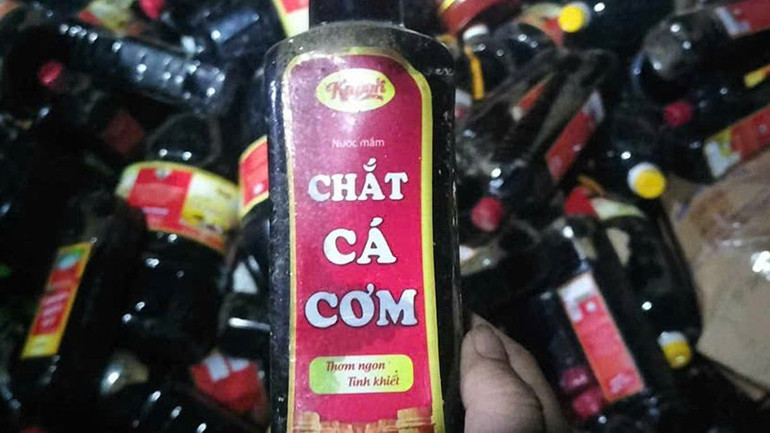 Nước mắm
CHẮT
CÁ
CƠM
Thơm ngon
Tinh khiết